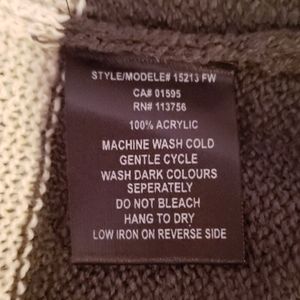 STYLE/MODELE# 15213 FW
CA# 01595
RN# 113756
100% ACRYLIC
MACHINE WASH COLD
GENTLE CYCLE
WASH DARK COLOURS
SEPERATELY
DO NOT BLEACH
HANG TO DRY
LOW IRON ON REVERSE SIDE